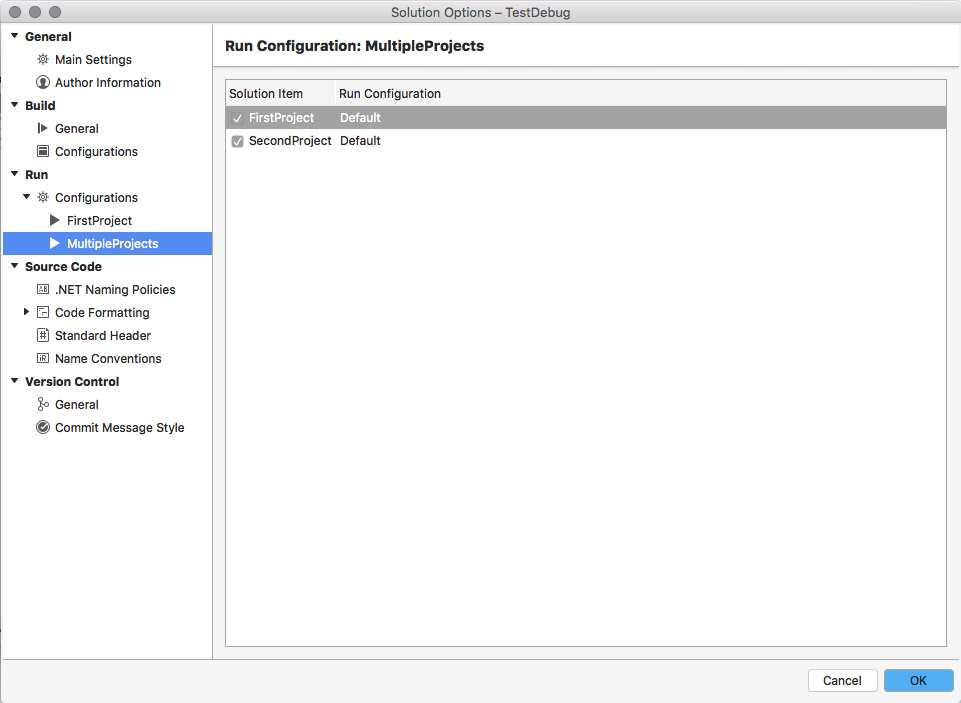 Solution Options – TestDebug
General
Main Settings
Author Information
Build
General
Configurations
Run
Configurations
FirstProject
MultipleProjects
Source Code
.NET Naming Policies
Code Formatting
Standard Header
Name Conventions
Version Control
General
Commit Message Style
Run Configuration: MultipleProjects
Solution Item Run Configuration
FirstProject Default
SecondProject Default
Cancel OK